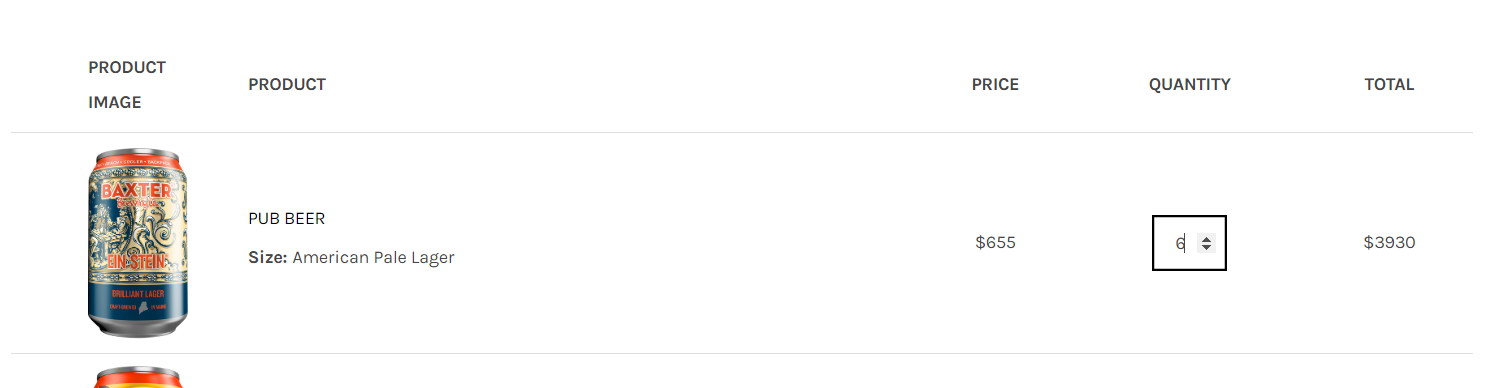 PRODUCT
IMAGE
PRODUCT
PRICE
QUANTITY
TOTAL
BAXTER
EIN STEIN
BRILLIANT LAGER
PUB BEER
Size: American Pale Lager
$655
6
$3930